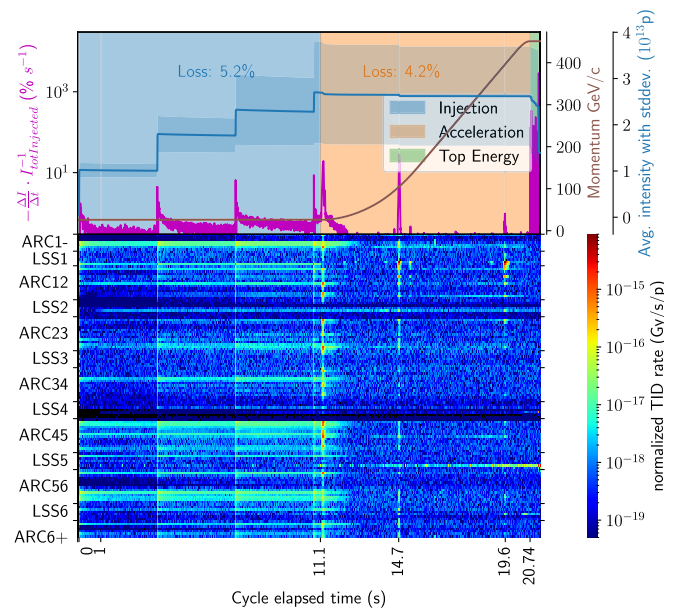 −ΔI/Δt · I⁻¹_totInjected (% s⁻¹)
10³
10¹
Loss: 5.2%
Loss: 4.2%
Injection
Acceleration
Top Energy
400
300
200
100
0
Momentum GeV/c
4
3
2
1
0
Avg. intensity with stddev. (10¹³p)
ARC1-
LSS1
ARC12
LSS2
ARC23
LSS3
ARC34
LSS4
ARC45
LSS5
ARC56
LSS6
ARC6+
0
1
11.1
14.7
19.6
20.74
Cycle elapsed time (s)
10⁻¹⁵
10⁻¹⁶
10⁻¹⁷
10⁻¹⁸
10⁻¹⁹
normalized TID rate (Gy/s/p)